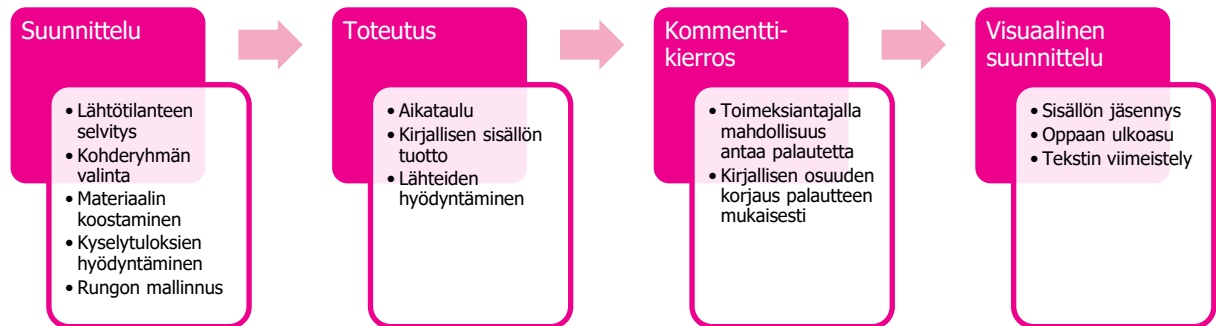 Suunnittelu
• Lähtötilanteen
selvitys
• Kohderyhmän
valinta
• Materiaalin
koostaminen
• Kyselytuloksien
hyödyntäminen
• Rungon mallinnus
Toteutus
• Aikataulu
• Kirjallisen sisällön
tuotto
• Lähteiden
hyödyntäminen
Kommentti-
kierros
• Toimeksiantajalla
mahdollisuus
antaa palautetta
• Kirjallisen osuuden
korjaus palautteen
mukaisesti
Visuaalinen
suunnittelu
• Sisällön jäsennys
• Oppaan ulkoasu
• Tekstin viimeistely